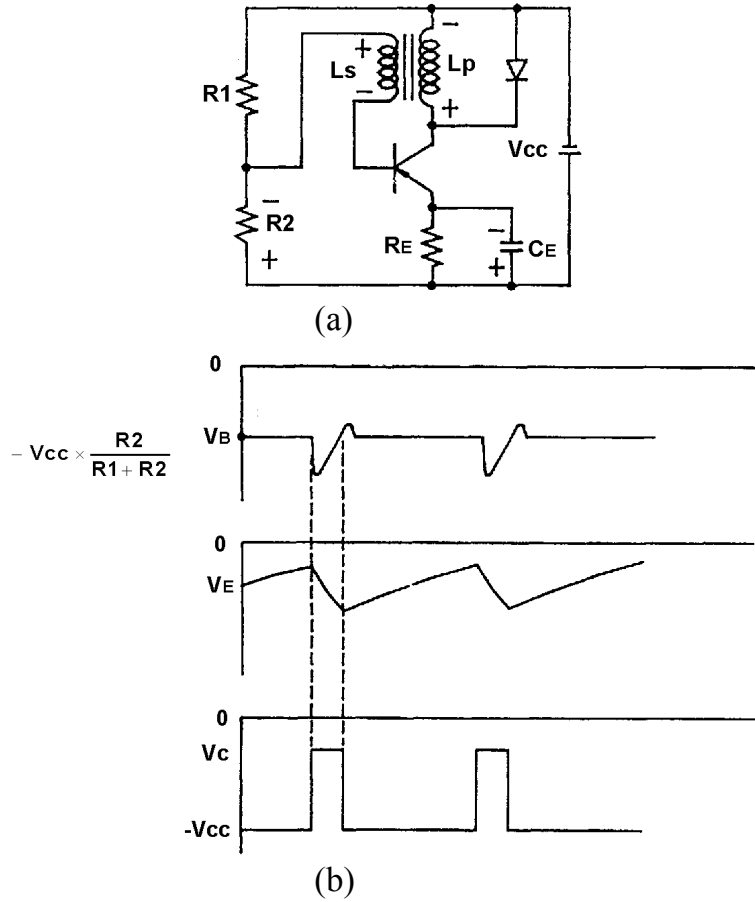 Ls
Lp
R1
Vcc
R2
RE
CE
(a)
0
VB
− Vcc × R2
R1 + R2
0
VE
0
Vc
-Vcc
(b)